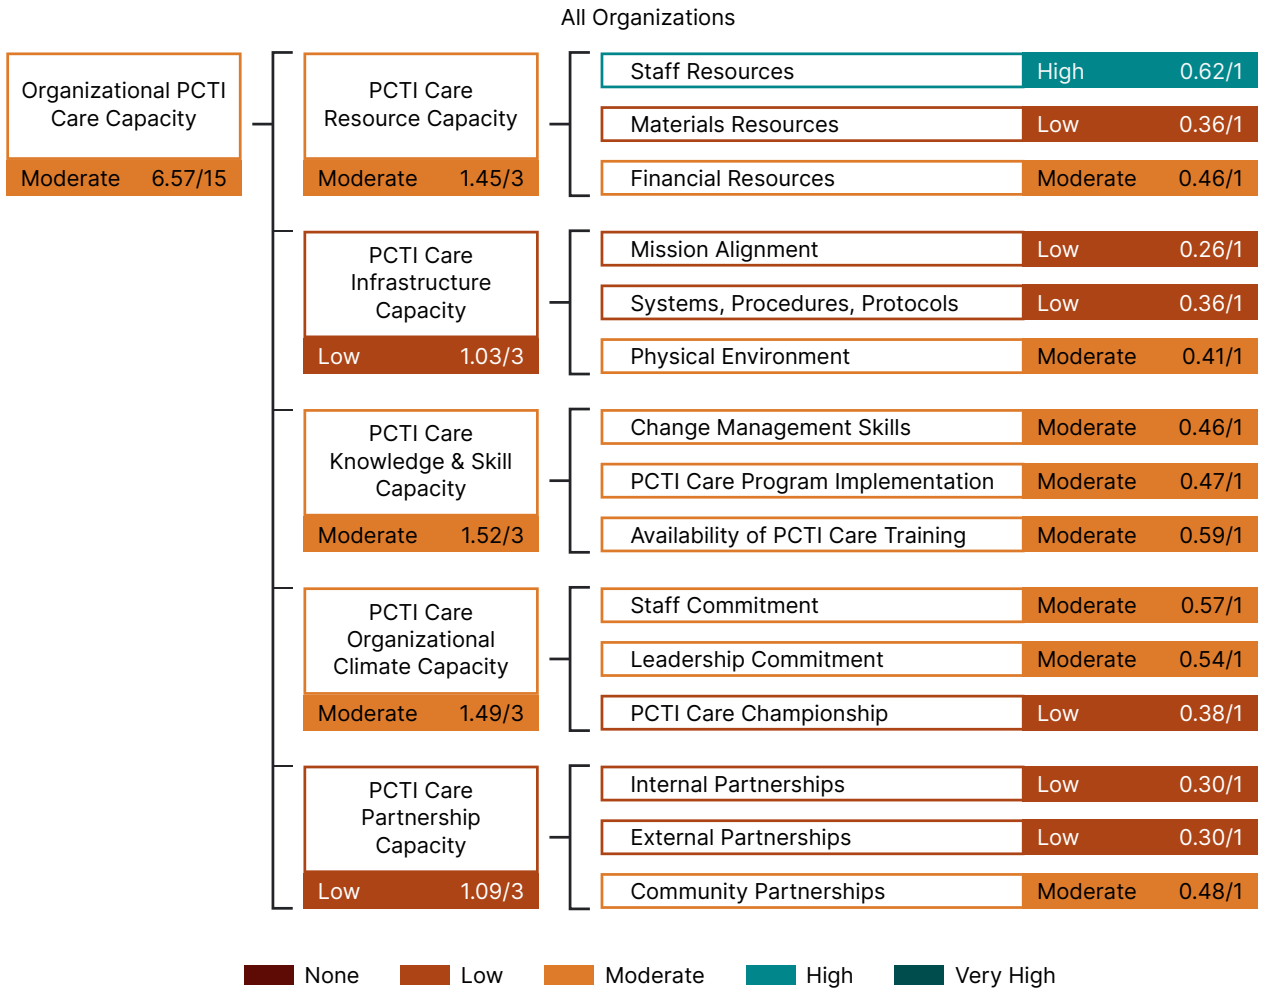 All Organizations
Organizational PCTI
Care Capacity
Moderate 6.57/15
PCTI Care
Resource Capacity
Moderate 1.45/3
Staff Resources High 0.62/1
Materials Resources Low 0.36/1
Financial Resources Moderate 0.46/1
PCTI Care
Infrastructure
Capacity
Low 1.03/3
Mission Alignment Low 0.26/1
Systems, Procedures, Protocols Low 0.36/1
Physical Environment Moderate 0.41/1
PCTI Care
Knowledge & Skill
Capacity
Moderate 1.52/3
Change Management Skills Moderate 0.46/1
PCTI Care Program Implementation Moderate 0.47/1
Availability of PCTI Care Training Moderate 0.59/1
PCTI Care
Organizational
Climate Capacity
Moderate 1.49/3
Staff Commitment Moderate 0.57/1
Leadership Commitment Moderate 0.54/1
PCTI Care Championship Low 0.38/1
PCTI Care
Partnership
Capacity
Low 1.09/3
Internal Partnerships Low 0.30/1
External Partnerships Low 0.30/1
Community Partnerships Moderate 0.48/1
None Low Moderate High Very High